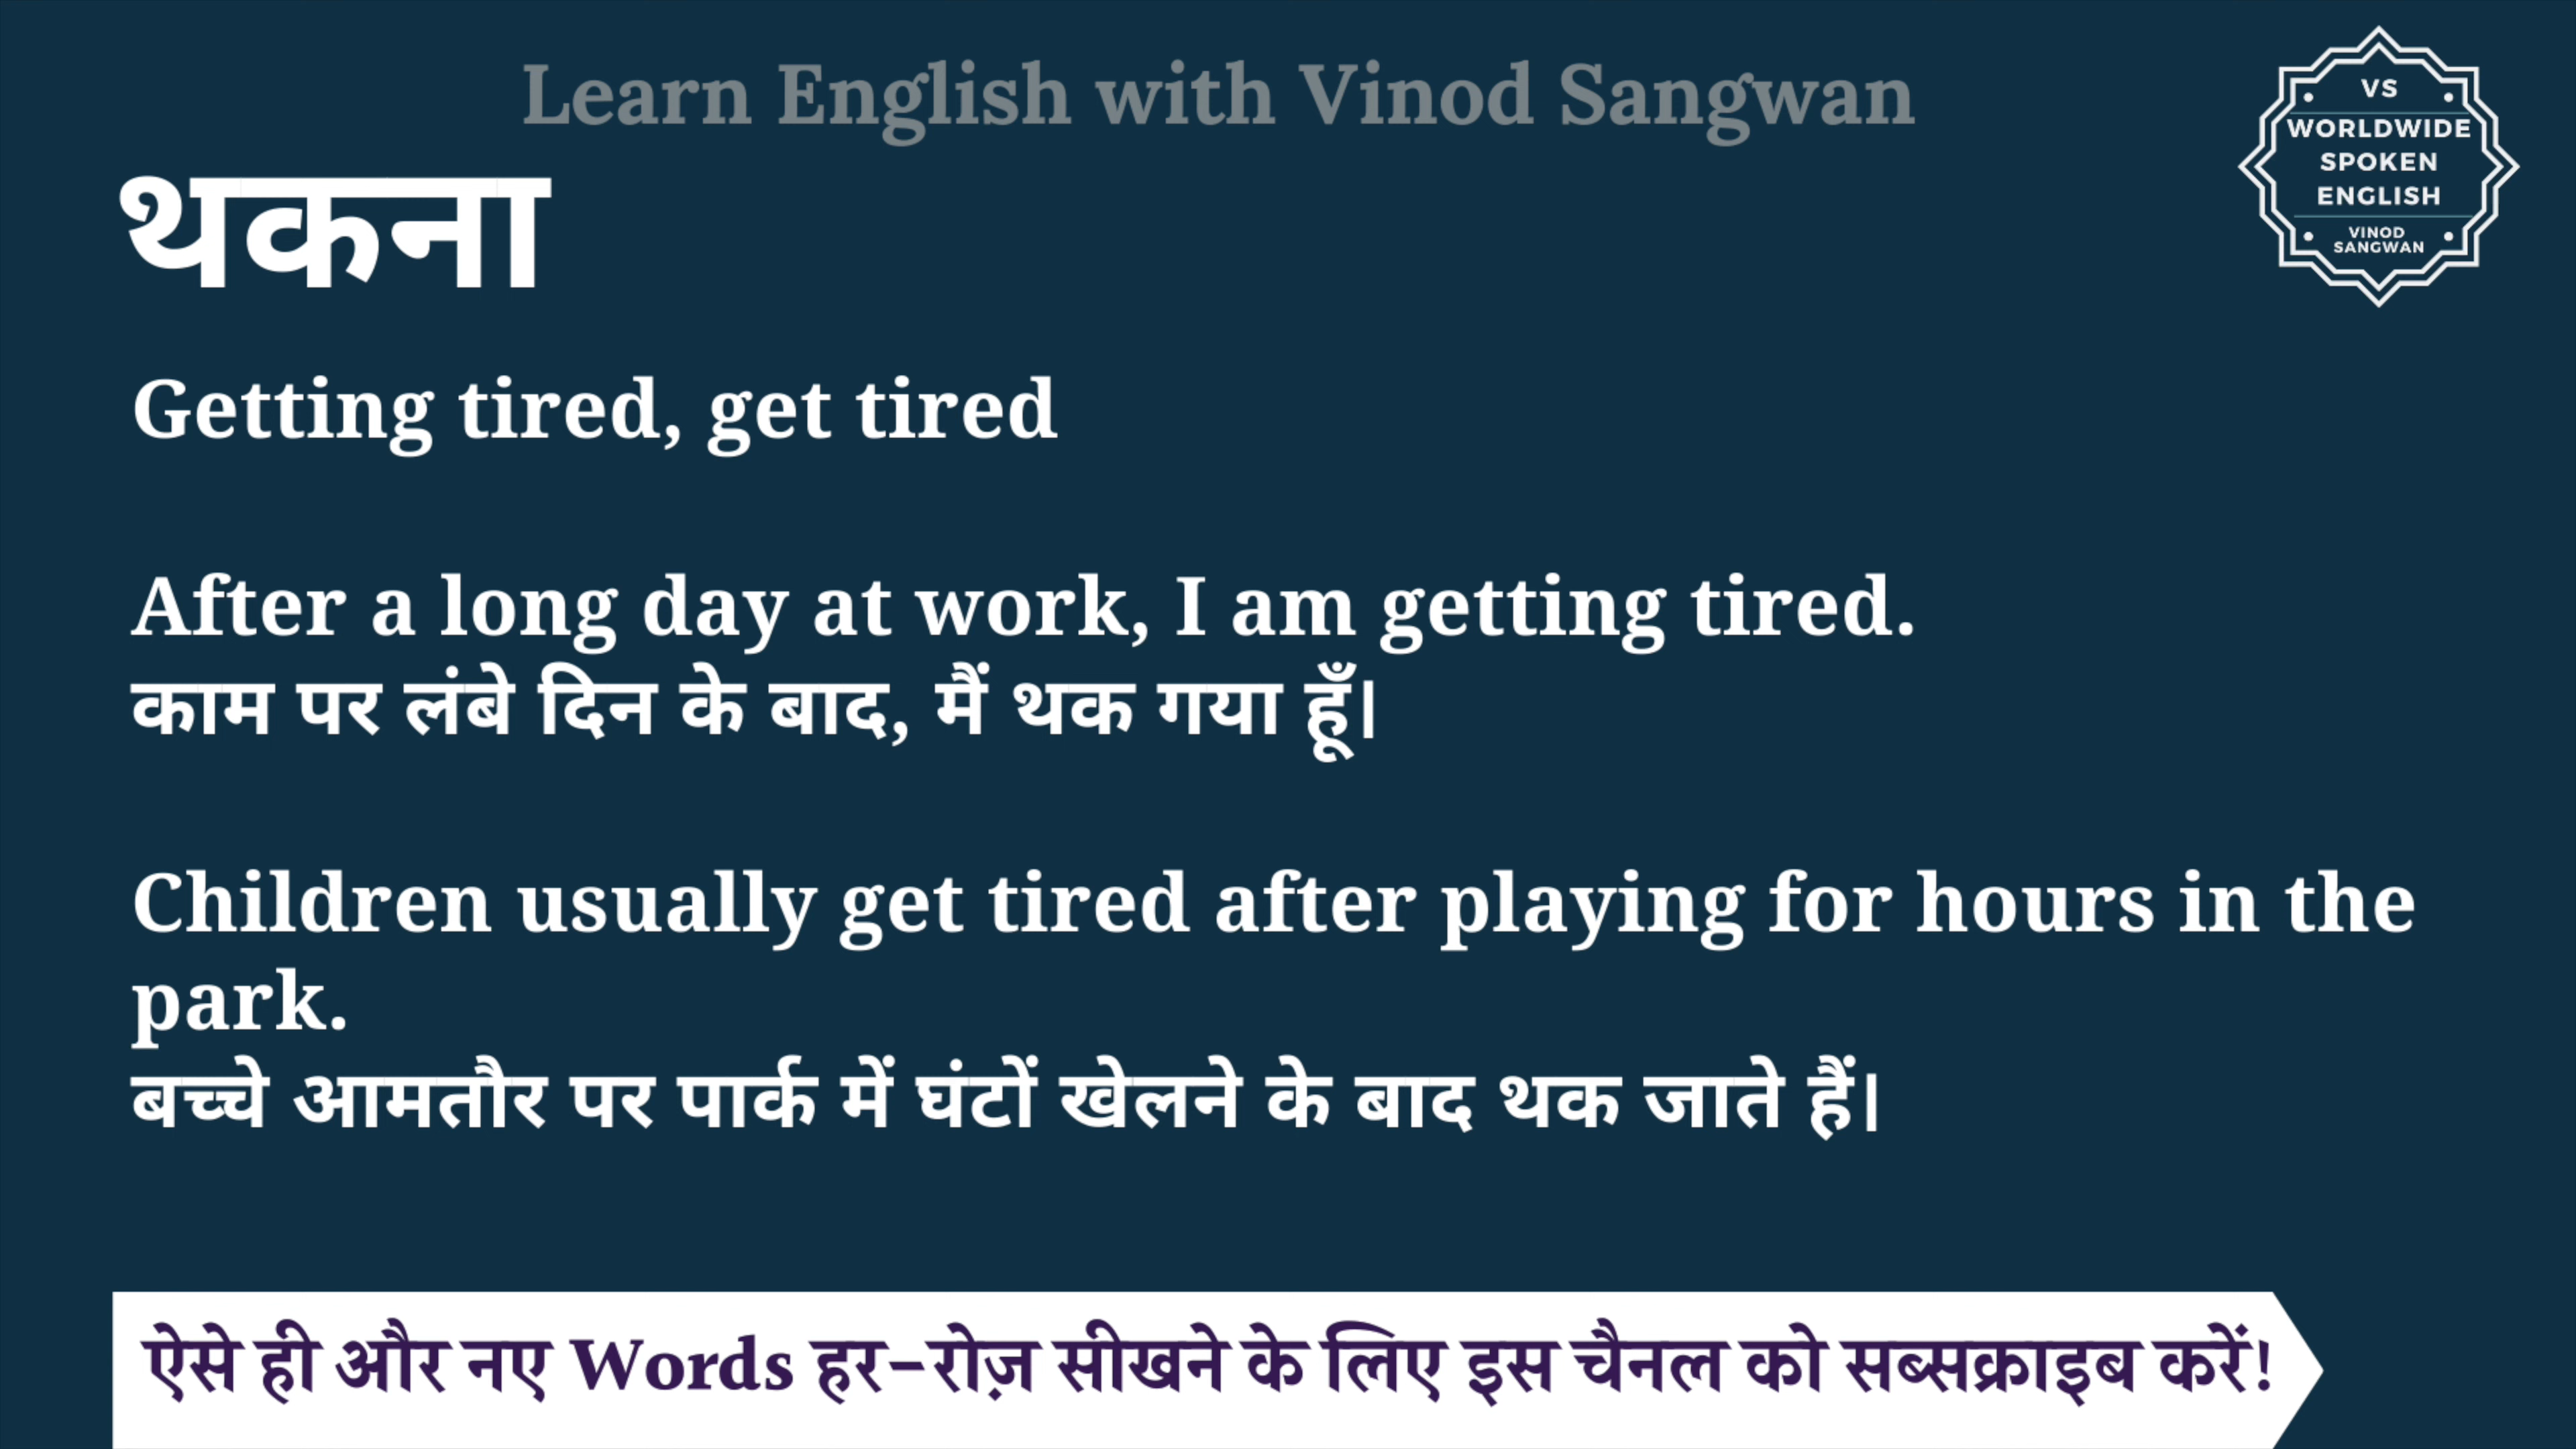 Learn English with Vinod Sangwan
VS
WORLDWIDE
SPOKEN
ENGLISH
VINOD
SANGWAN
थकना
Getting tired, get tired
After a long day at work, I am getting tired.
काम पर लंबे दिन के बाद, मैं थक गया हूँ।
Children usually get tired after playing for hours in the
park.
बच्चे आमतौर पर पार्क में घंटों खेलने के बाद थक जाते हैं।
ऐसे ही और नए Words हर-रोज़ सीखने के लिए इस चैनल को सब्सक्राइब करें!